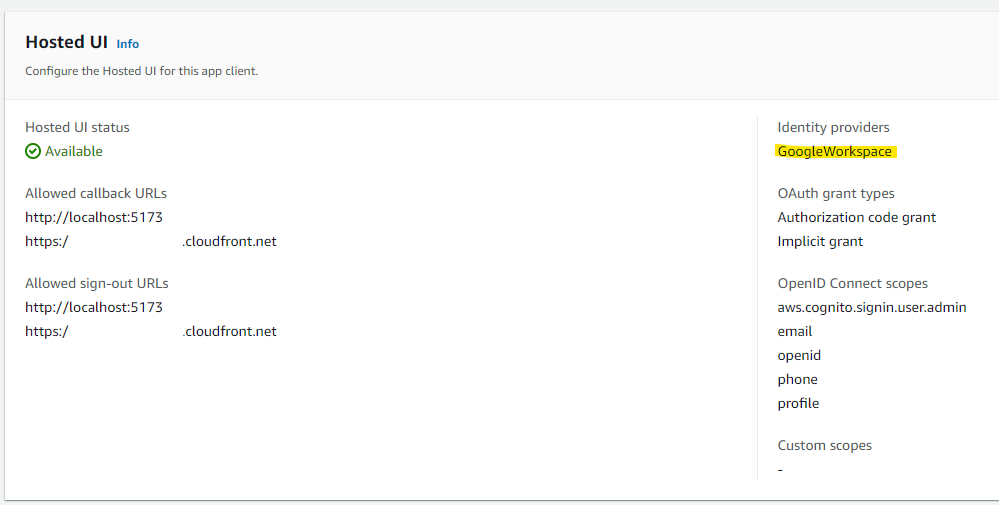 Hosted UI Info
Configure the Hosted UI for this app client.
Hosted UI status
Available
Allowed callback URLs
http://localhost:5173
https:/ .cloudfront.net
Allowed sign-out URLs
http://localhost:5173
https:/ .cloudfront.net
Identity providers
GoogleWorkspace
OAuth grant types
Authorization code grant
Implicit grant
OpenID Connect scopes
aws.cognito.signin.user.admin
email
openid
phone
profile
Custom scopes
-